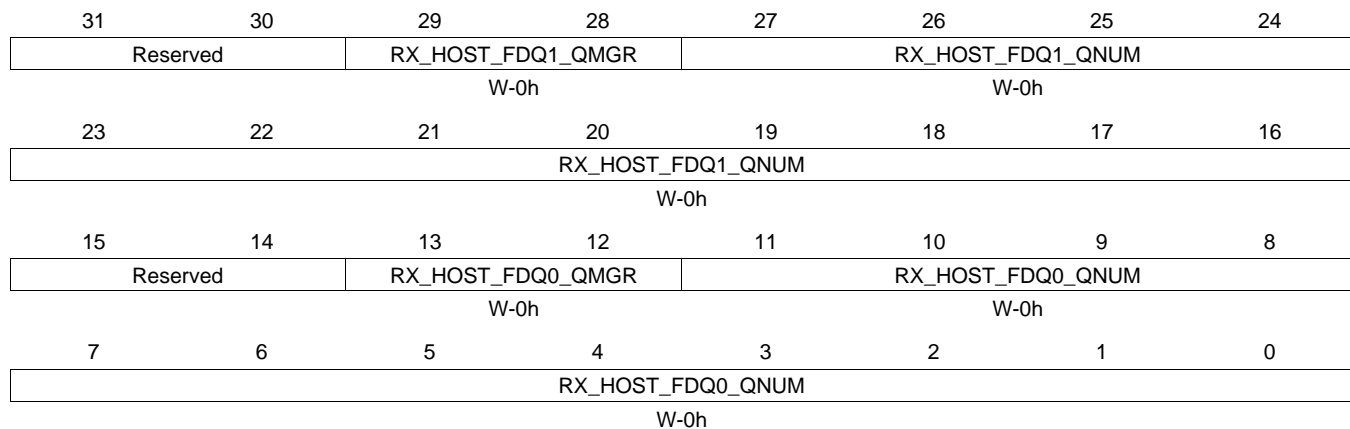 31 30 29 28 27 26 25 24
Reserved RX_HOST_FDQ1_QMGR RX_HOST_FDQ1_QNUM
W-0h W-0h
23 22 21 20 19 18 17 16
RX_HOST_FDQ1_QNUM
W-0h
15 14 13 12 11 10 9 8
Reserved RX_HOST_FDQ0_QMGR RX_HOST_FDQ0_QNUM
W-0h W-0h
7 6 5 4 3 2 1 0
RX_HOST_FDQ0_QNUM
W-0h